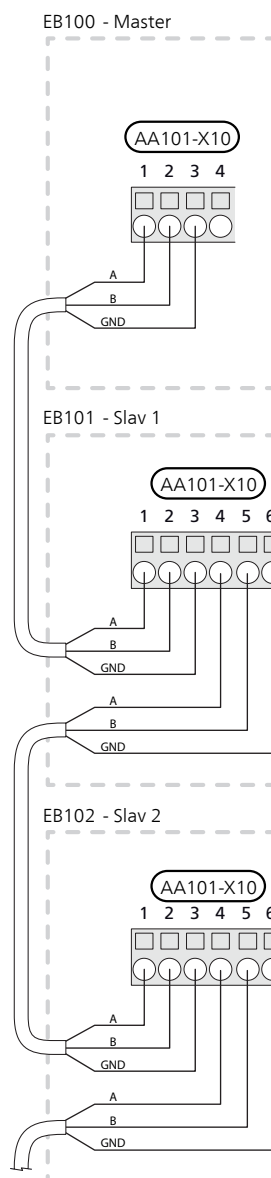 EB100 - Master
AA101-X10
1 2 3 4
A
B
GND
EB101 - Slav 1
AA101-X10
1 2 3 4 5 6
A
B
GND
A
B
GND
EB102 - Slav 2
AA101-X10
1 2 3 4 5 6
A
B
GND
A
B
GND